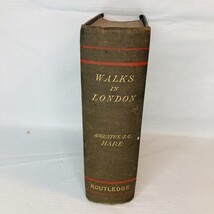 WALKS
IN
LONDON
AUGUSTUS J.C.
HARE
ROUTLEDGE